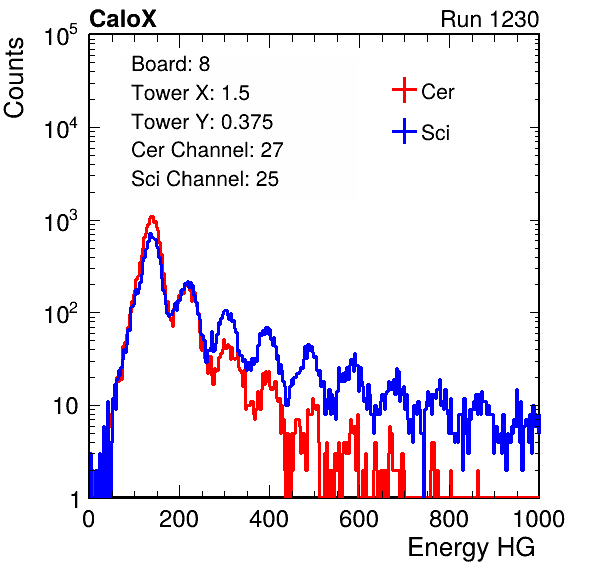 CaloX Run 1230
Counts
Board: 8
Tower X: 1.5
Tower Y: 0.375
Cer Channel: 27
Sci Channel: 25
Cer
Sci
10^5
10^4
10^3
10^2
10
1
0 200 400 600 800 1000
Energy HG